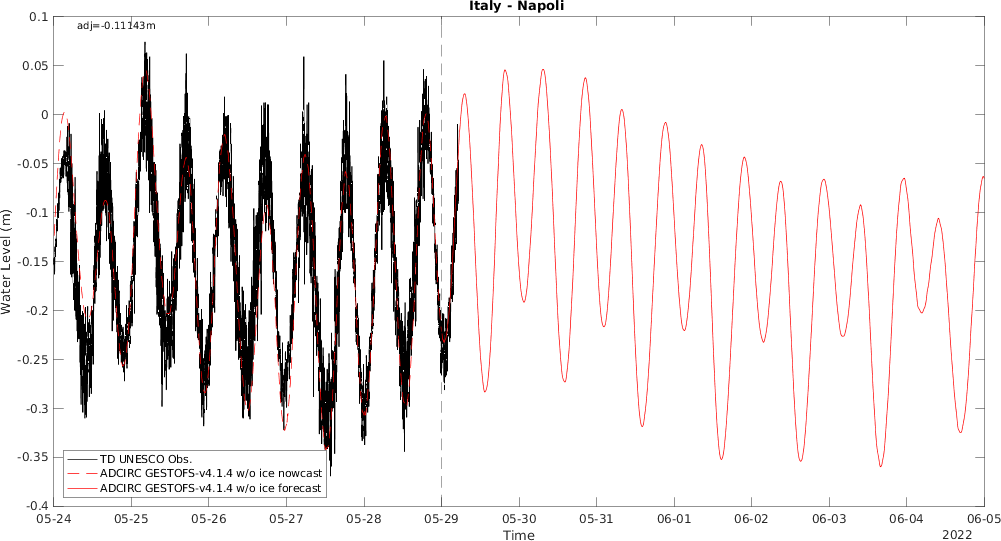 Italy - Napoli
adj=-0.11143m
0.1
0.05
0
-0.05
-0.1
-0.15
-0.2
-0.25
-0.3
-0.35
-0.4
Water Level (m)
TD UNESCO Obs.
ADCIRC GESTOFS-v4.1.4 w/o ice nowcast
ADCIRC GESTOFS-v4.1.4 w/o ice forecast
05-24 05-25 05-26 05-27 05-28 05-29 05-30 05-31 06-01 06-02 06-03 06-04 06-05
Time
2022